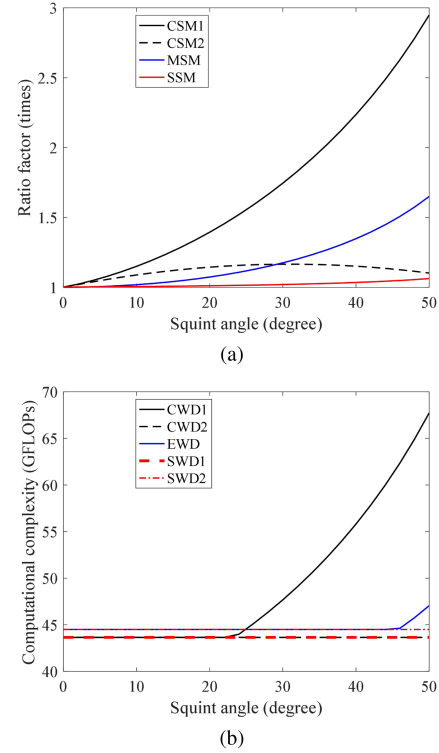 3
2.5
2
1.5
1
Ratio factor (times)
CSM1
CSM2
MSM
SSM
0 10 20 30 40 50
Squint angle (degree)
(a)
70
65
60
55
50
45
40
Computational complexity (GFLOPs)
CWD1
CWD2
EWD
SWD1
SWD2
0 10 20 30 40 50
Squint angle (degree)
(b)